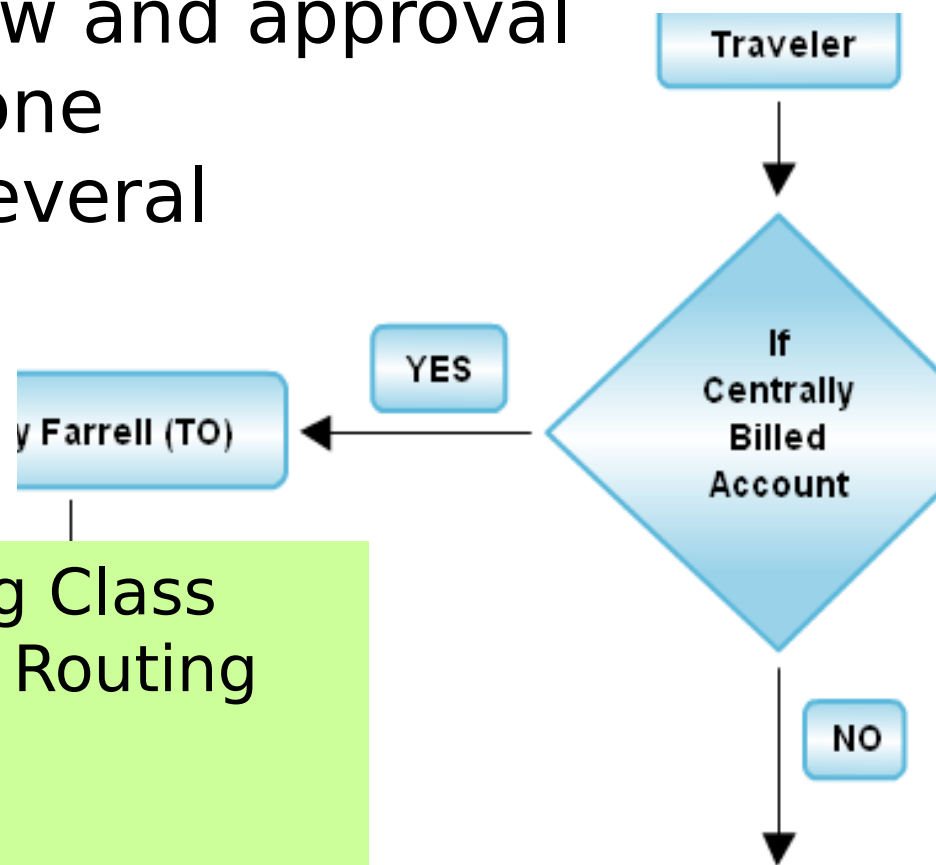 w and approval
one
everal
Traveler
If
Centrally
Billed
Account
YES
y Farrell (TO)
g Class
Routing
NO